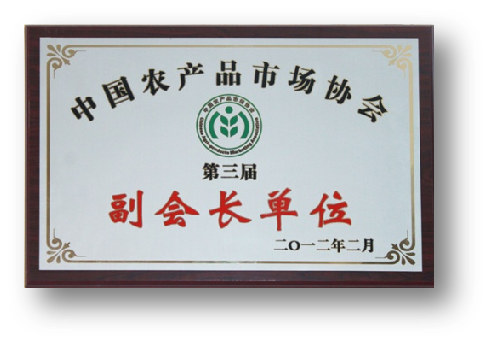 中国农产品市场协会
第三届
副会长单位
二〇一二年二月